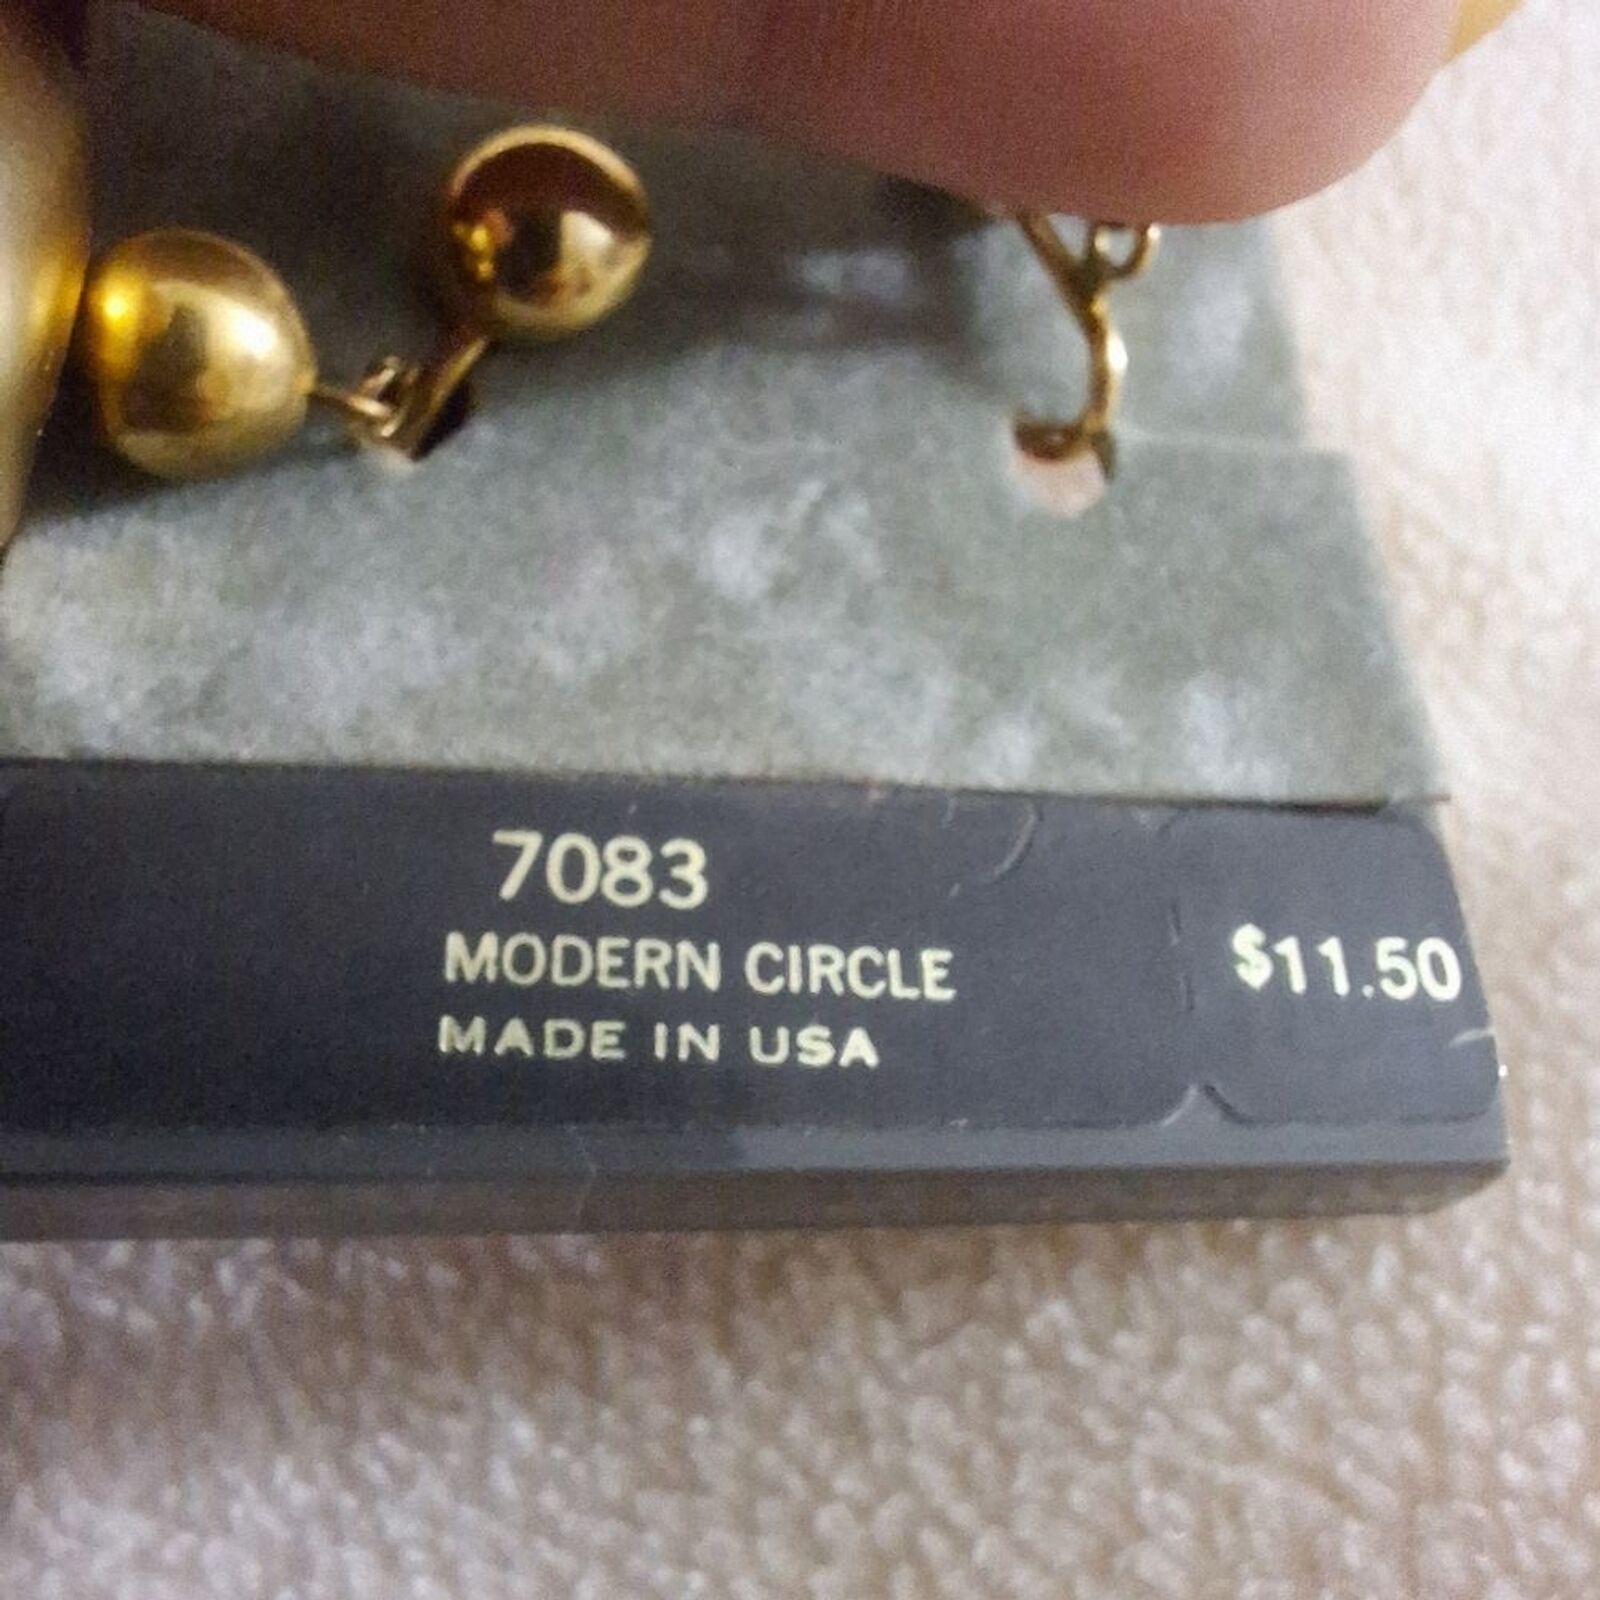 7083
MODERN CIRCLE
MADE IN USA
$11.50